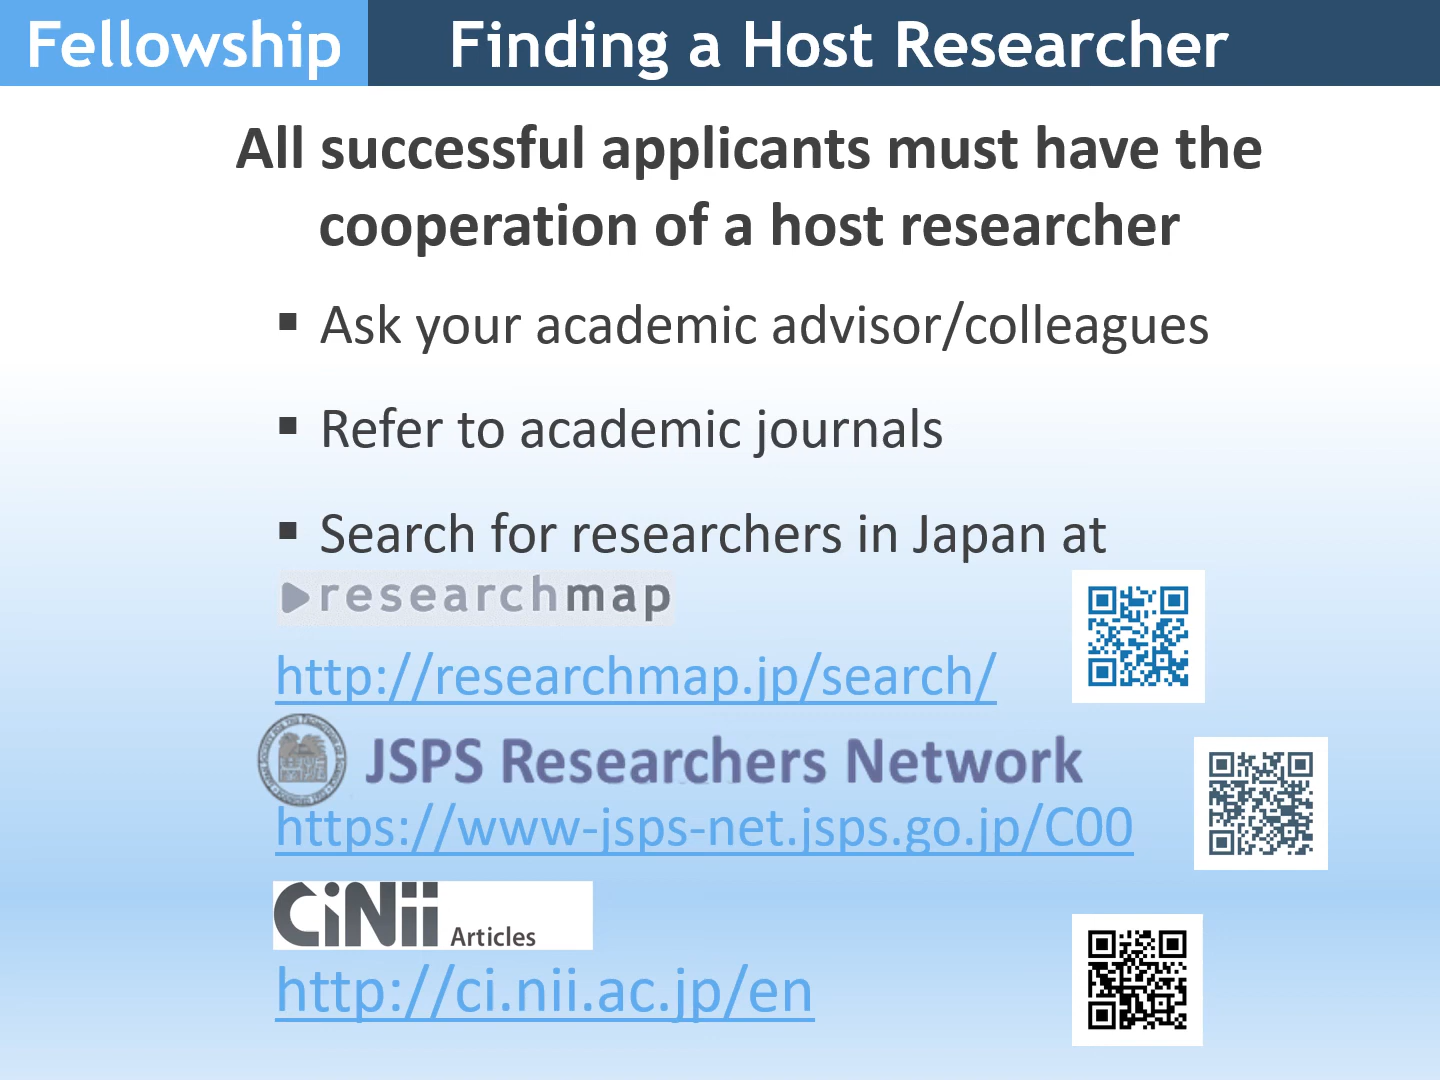 Fellowship
Finding a Host Researcher
All successful applicants must have the
cooperation of a host researcher
▪ Ask your academic advisor/colleagues
▪ Refer to academic journals
▪ Search for researchers in Japan at
researchmap
http://researchmap.jp/search/
JSPS Researchers Network
https://www-jsps-net.jsps.go.jp/C00
CiNii Articles
http://ci.nii.ac.jp/en